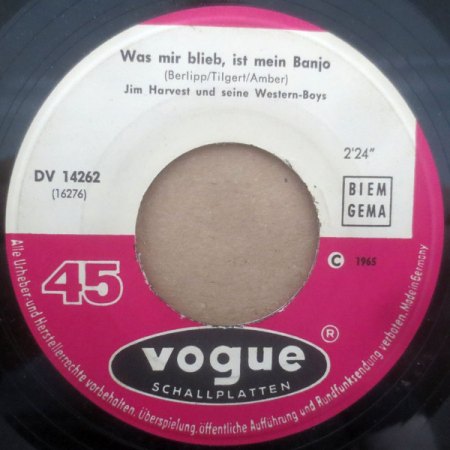 Was mir blieb, ist mein Banjo
(Berlipp/Tilgert/Amber)
Jim Harvest und seine Western-Boys
2'24"
DV 14262
(16276)
BIEM
GEMA
C 1965
45
®
vogue
SCHALLPLATTEN
Alle Urheber-und Herstellerrechte vorbehalten. Überspielung, öffentliche Aufführung und Rundfunksendung verboten. Made in Germany